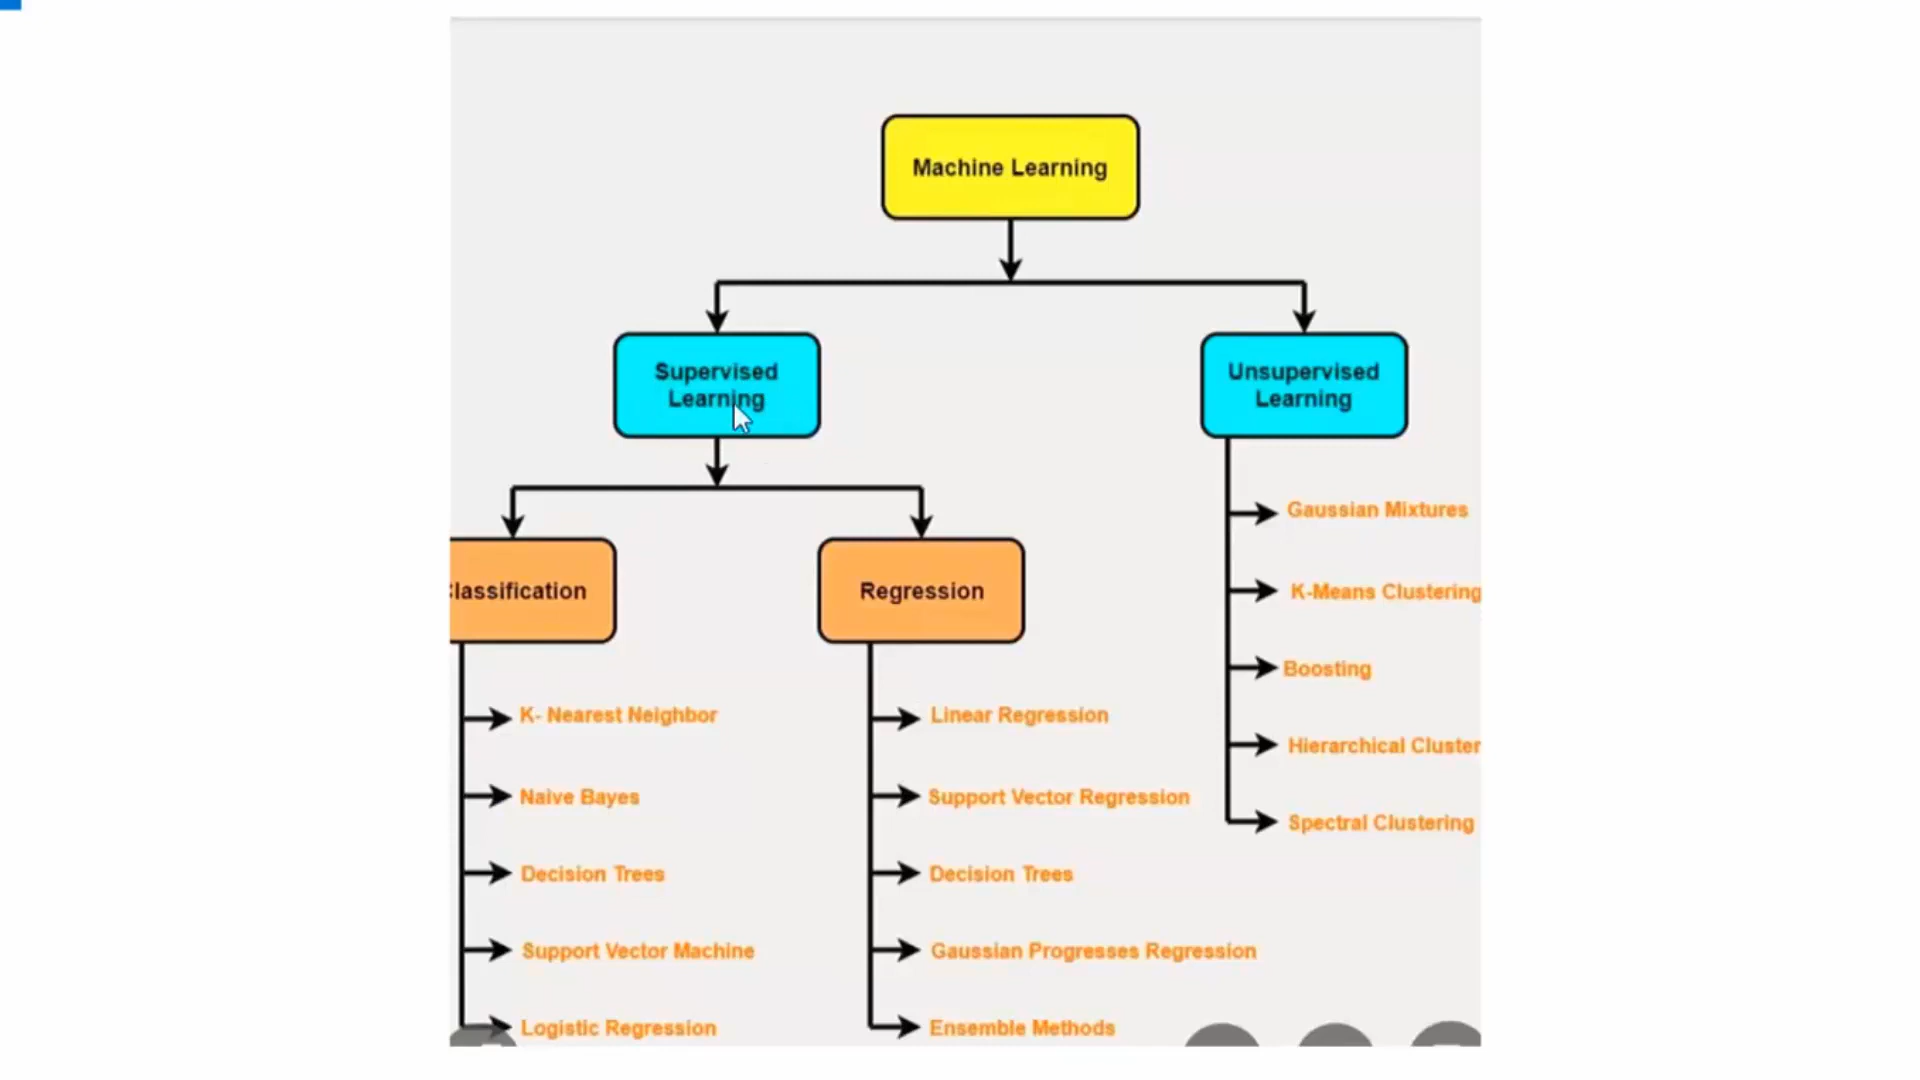 Machine Learning
Supervised
Learning
Unsupervised
Learning
lassification
K- Nearest Neighbor
Naive Bayes
Decision Trees
Support Vector Machine
Logistic Regression
Regression
Linear Regression
Support Vector Regression
Decision Trees
Gaussian Progresses Regression
Ensemble Methods
Gaussian Mixtures
K-Means Clustering
Boosting
Hierarchical Cluster
Spectral Clustering